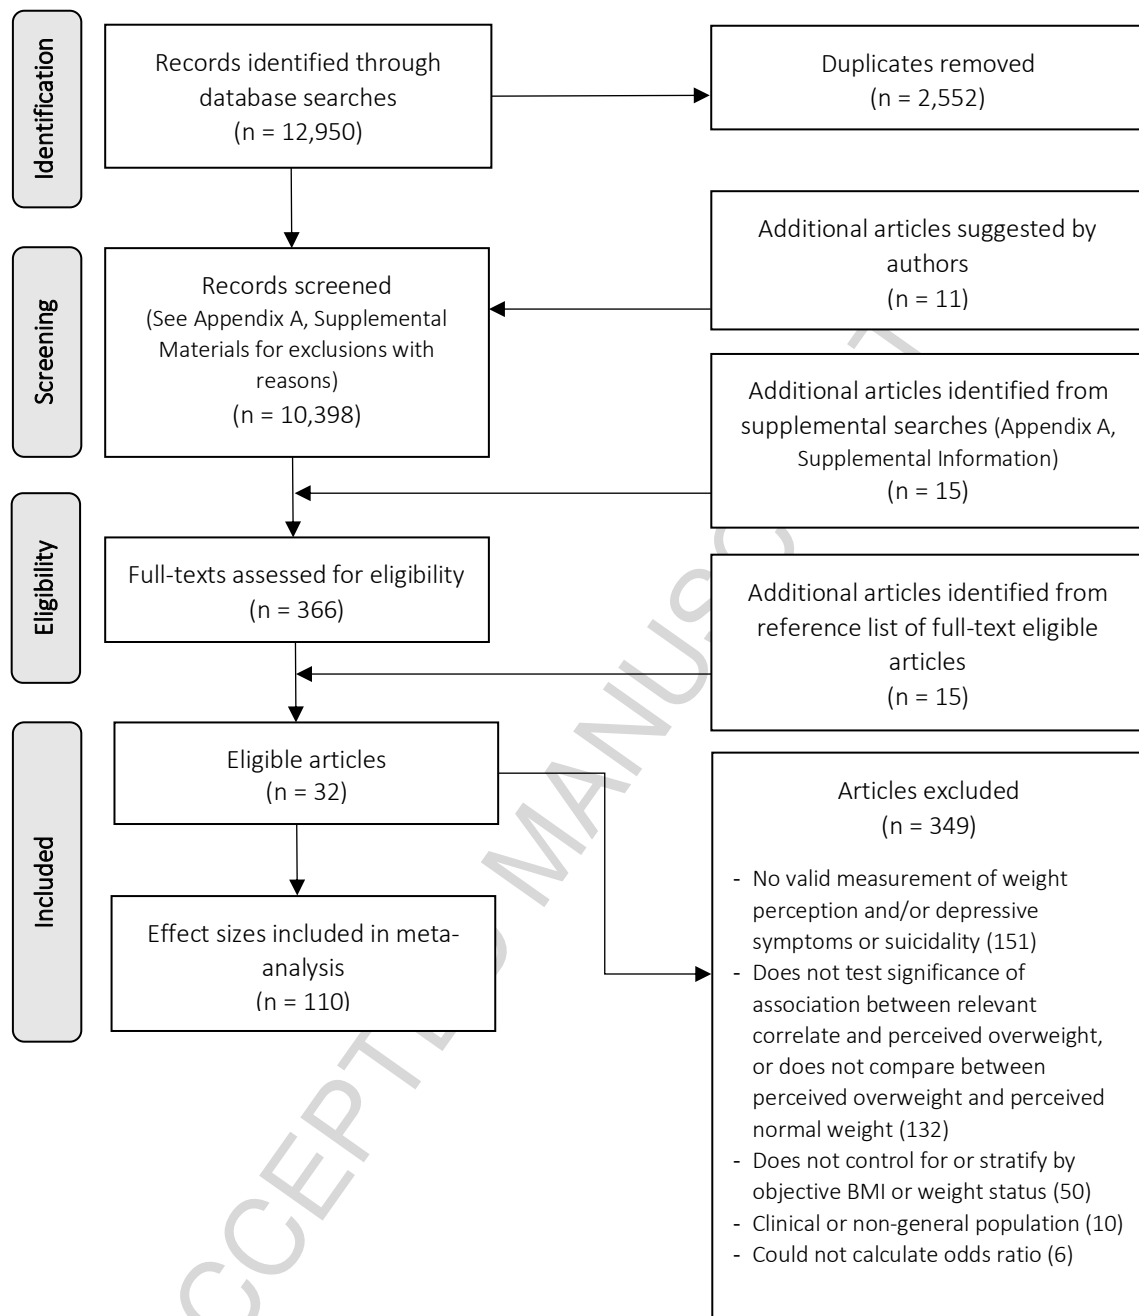 Identification
Records identified through
database searches
(n = 12,950)
Duplicates removed
(n = 2,552)
Additional articles suggested by
authors
(n = 11)
Screening
Records screened
(See Appendix A, Supplemental
Materials for exclusions with
reasons)
(n = 10,398)
Additional articles identified from
supplemental searches (Appendix A,
Supplemental Information)
(n = 15)
Eligibility
Full-texts assessed for eligibility
(n = 366)
Additional articles identified from
reference list of full-text eligible
articles
(n = 15)
Included
Eligible articles
(n = 32)
Effect sizes included in meta-
analysis
(n = 110)
Articles excluded
(n = 349)
- No valid measurement of weight
perception and/or depressive
symptoms or suicidality (151)
- Does not test significance of
association between relevant
correlate and perceived overweight,
or does not compare between
perceived overweight and perceived
normal weight (132)
- Does not control for or stratify by
objective BMI or weight status (50)
- Clinical or non-general population (10)
- Could not calculate odds ratio (6)
MANUS